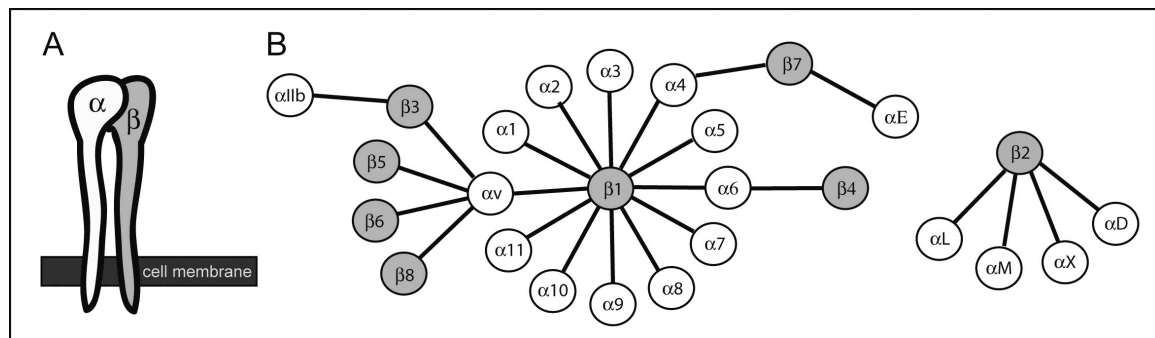 A
B
α
β
cell membrane
αIIb
β3
β5
β6
β8
αv
α1
α2
α3
α4
α5
α6
α7
α8
α9
α10
α11
β1
β7
αE
β4
β2
αL
αM
αX
αD